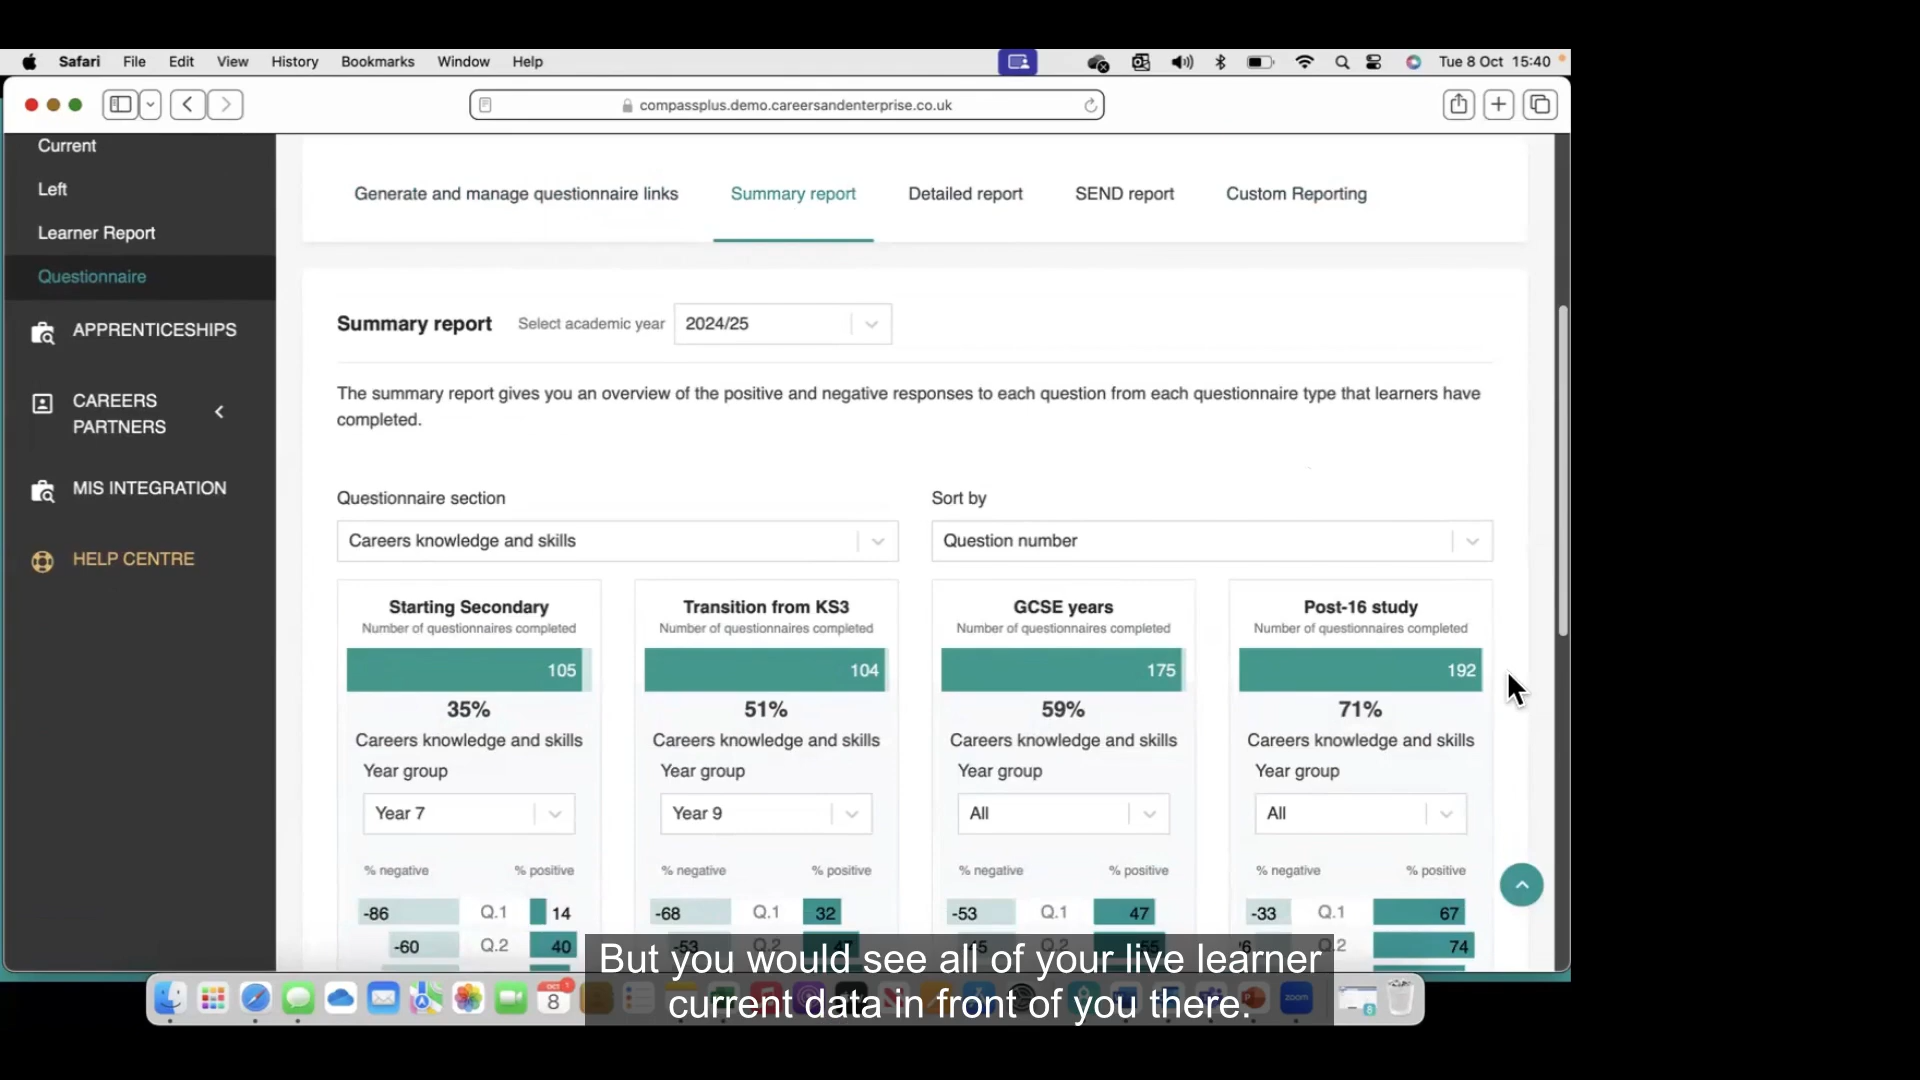 Safari File Edit View History Bookmarks Window Help Tue 8 Oct 15:40
compassplus.demo.careersandenterprise.co.uk
Current
Left
Learner Report
Questionnaire
APPRENTICESHIPS
CAREERS
PARTNERS
MIS INTEGRATION
HELP CENTRE
Generate and manage questionnaire links Summary report Detailed report SEND report Custom Reporting
Summary report Select academic year 2024/25
The summary report gives you an overview of the positive and negative responses to each question from each questionnaire type that learners have
completed.
Questionnaire section Sort by
Careers knowledge and skills Question number
Starting Secondary Transition from KS3 GCSE years Post-16 study
Number of questionnaires completed Number of questionnaires completed Number of questionnaires completed Number of questionnaires completed
105 104 175 192
35% 51% 59% 71%
Careers knowledge and skills Careers knowledge and skills Careers knowledge and skills Careers knowledge and skills
Year group Year group Year group Year group
Year 7 Year 9 All All
% negative % positive % negative % positive % negative % positive % negative % positive
-86 Q.1 14 -68 Q.1 32 -53 Q.1 47 -33 Q.1 67
-60 Q.2 40 -53 Q.2 Q.2 Q.2 74
But you would see all of your live learner
current data in front of you there.
OCT
8
zoom